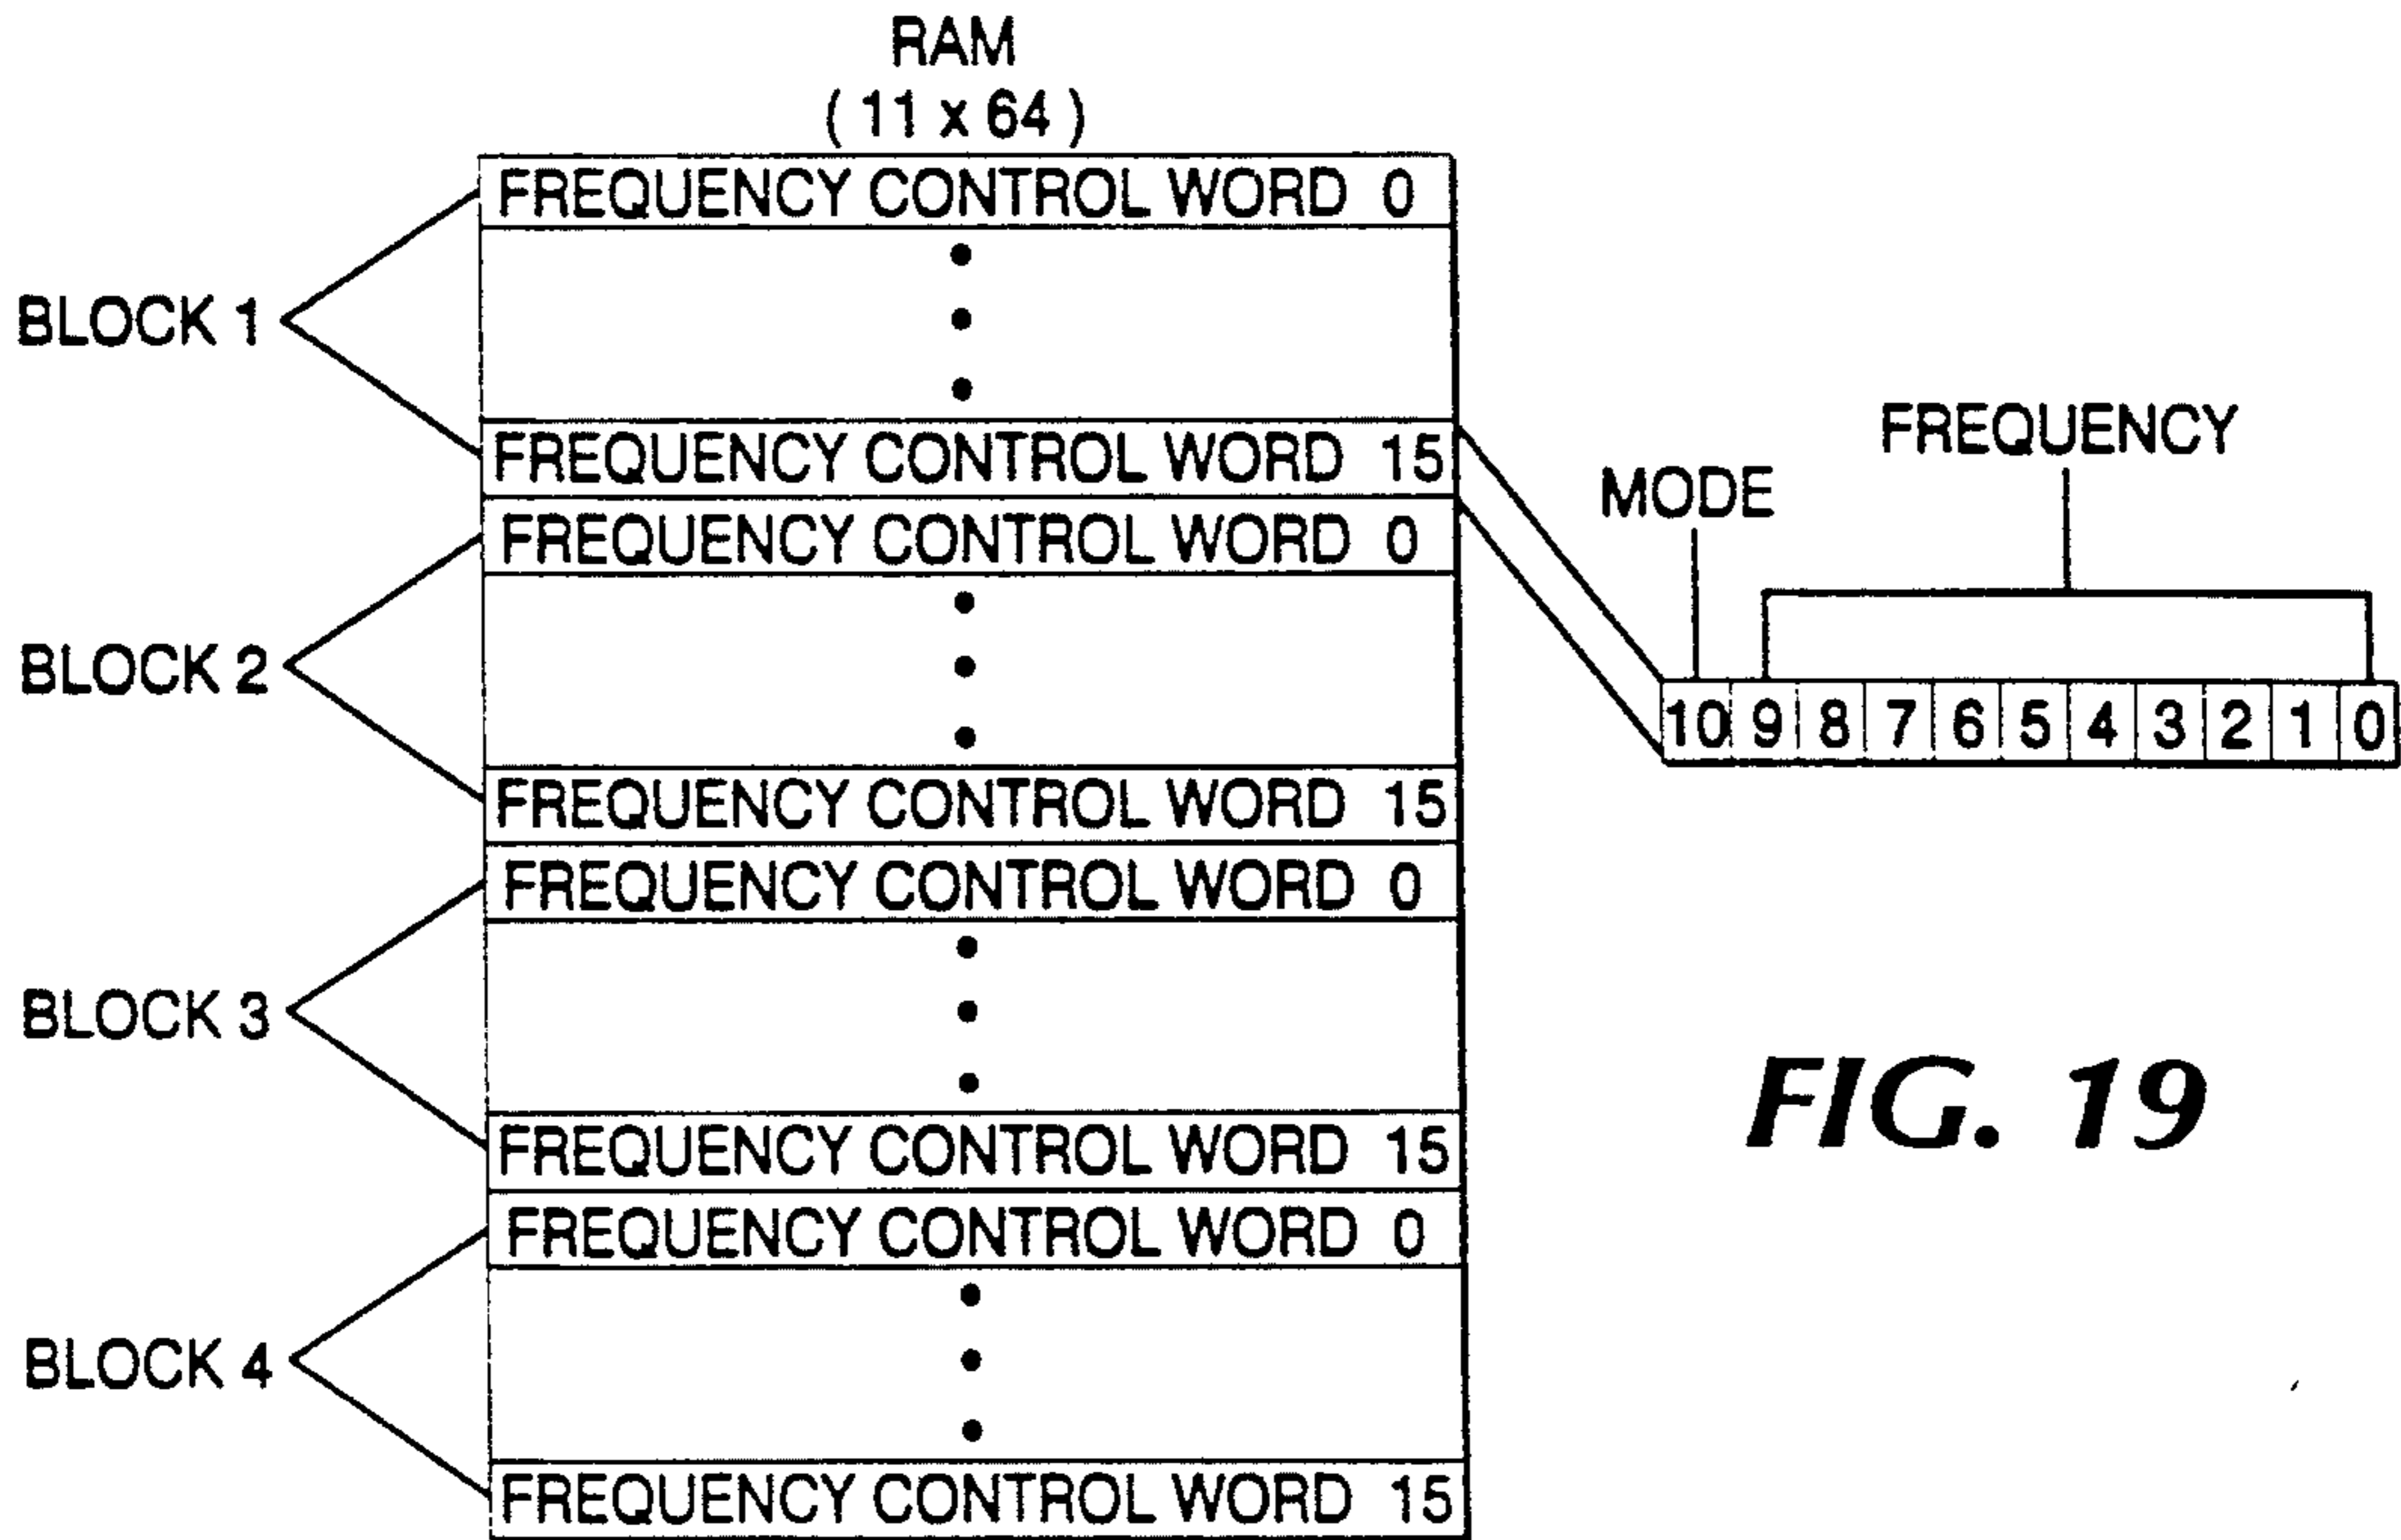 RAM
( 11 x 64 )
FREQUENCY CONTROL WORD 0
BLOCK 1
FREQUENCY CONTROL WORD 15
FREQUENCY CONTROL WORD 0
BLOCK 2
FREQUENCY CONTROL WORD 15
FREQUENCY CONTROL WORD 0
BLOCK 3
FREQUENCY CONTROL WORD 15
FREQUENCY CONTROL WORD 0
BLOCK 4
FREQUENCY CONTROL WORD 15
FREQUENCY
MODE
10 9 8 7 6 5 4 3 2 1 0
FIG. 19